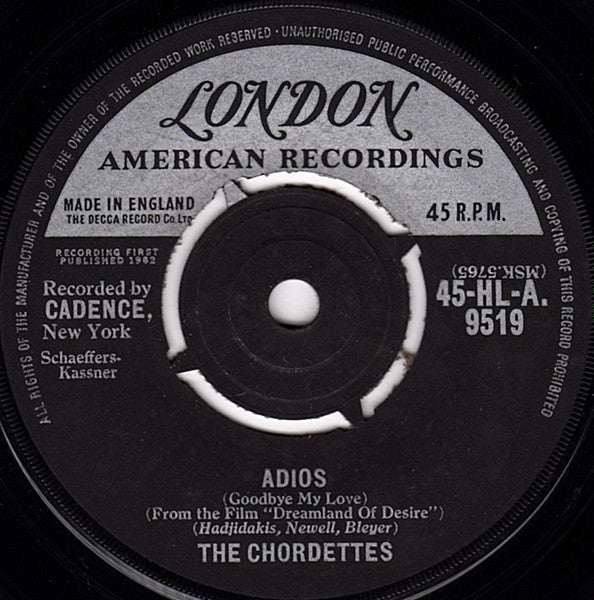 ALL RIGHTS OF THE MANUFACTURER AND OF THE OWNER OF THE RECORDED WORK RESERVED · UNAUTHORISED PUBLIC PERFORMANCE BROADCASTING AND COPYING OF THIS RECORD PROHIBITED
LONDON
AMERICAN RECORDINGS
MADE IN ENGLAND
THE DECCA RECORD Co. LTD.
45 R.P.M.
RECORDING FIRST
PUBLISHED 1962
(MSK.5765)
Recorded by
CADENCE,
New York
45-HL-A.
9519
Schaeffers-
Kassner
ADIOS
(Goodbye My Love)
(From the Film "Dreamland Of Desire")
(Hadjidakis, Newell, Bleyer)
THE CHORDETTES